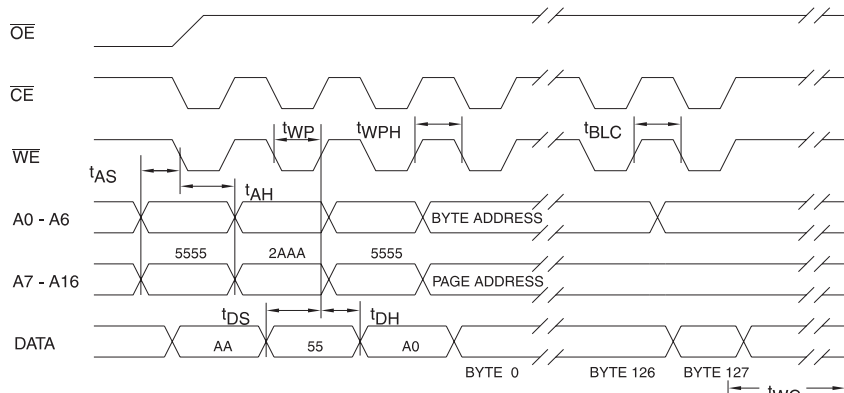 OE
CE
tWP
tWPH
tBLC
WE
tAS
tAH
A0 - A6
BYTE ADDRESS
5555
2AAA
5555
A7 - A16
PAGE ADDRESS
tDS
tDH
DATA
AA
55
A0
BYTE 0
BYTE 126
BYTE 127
tWC